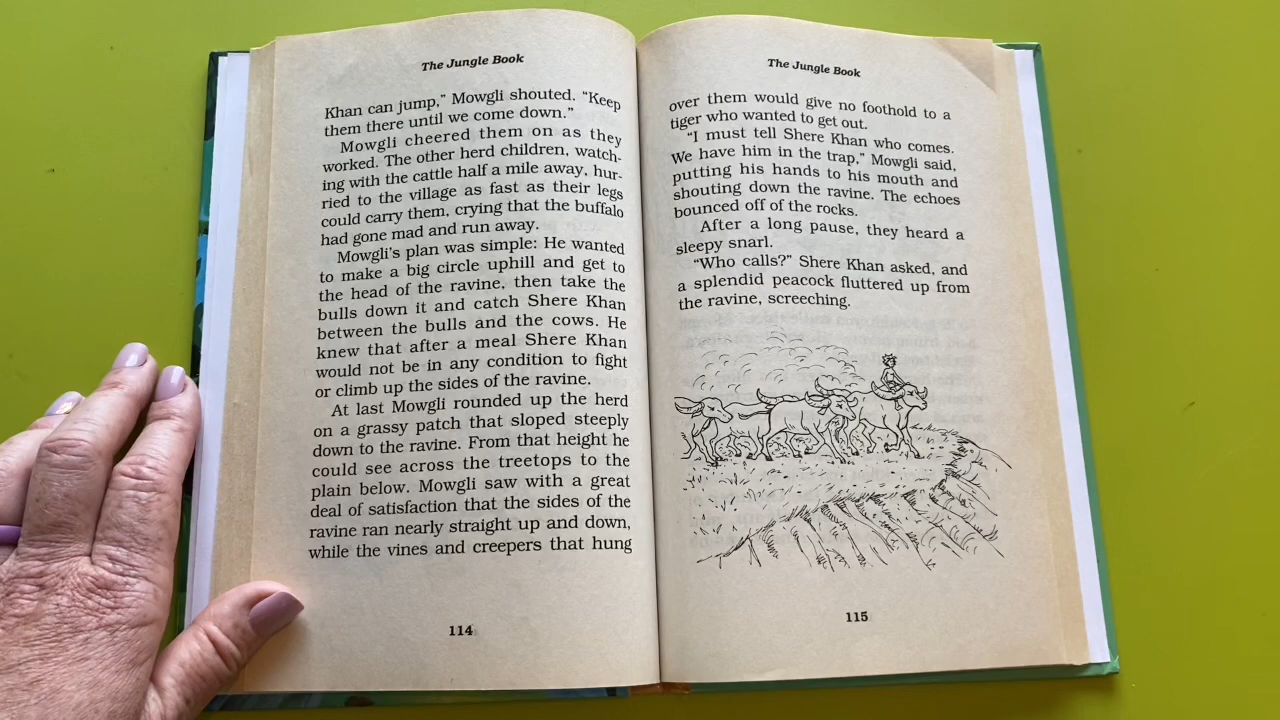 The Jungle Book
Khan can jump,” Mowgli shouted. “Keep
them there until we come down.”
Mowgli cheered them on as they
worked. The other herd children, watch-
ing with the cattle half a mile away, hur-
ried to the village as fast as their legs
could carry them, crying that the buffalo
had gone mad and run away.
Mowgli’s plan was simple: He wanted
to make a big circle uphill and get to
the head of the ravine, then take the
bulls down it and catch Shere Khan
between the bulls and the cows. He
knew that after a meal Shere Khan
would not be in any condition to fight
or climb up the sides of the ravine.
At last Mowgli rounded up the herd
on a grassy patch that sloped steeply
down to the ravine. From that height he
could see across the treetops to the
plain below. Mowgli saw with a great
deal of satisfaction that the sides of the
ravine ran nearly straight up and down,
while the vines and creepers that hung
114
The Jungle Book
over them would give no foothold to a
tiger who wanted to get out.
“I must tell Shere Khan who comes.
We have him in the trap,” Mowgli said,
putting his hands to his mouth and
shouting down the ravine. The echoes
bounced off of the rocks.
After a long pause, they heard a
sleepy snarl.
“Who calls?” Shere Khan asked, and
a splendid peacock fluttered up from
the ravine, screeching.
115